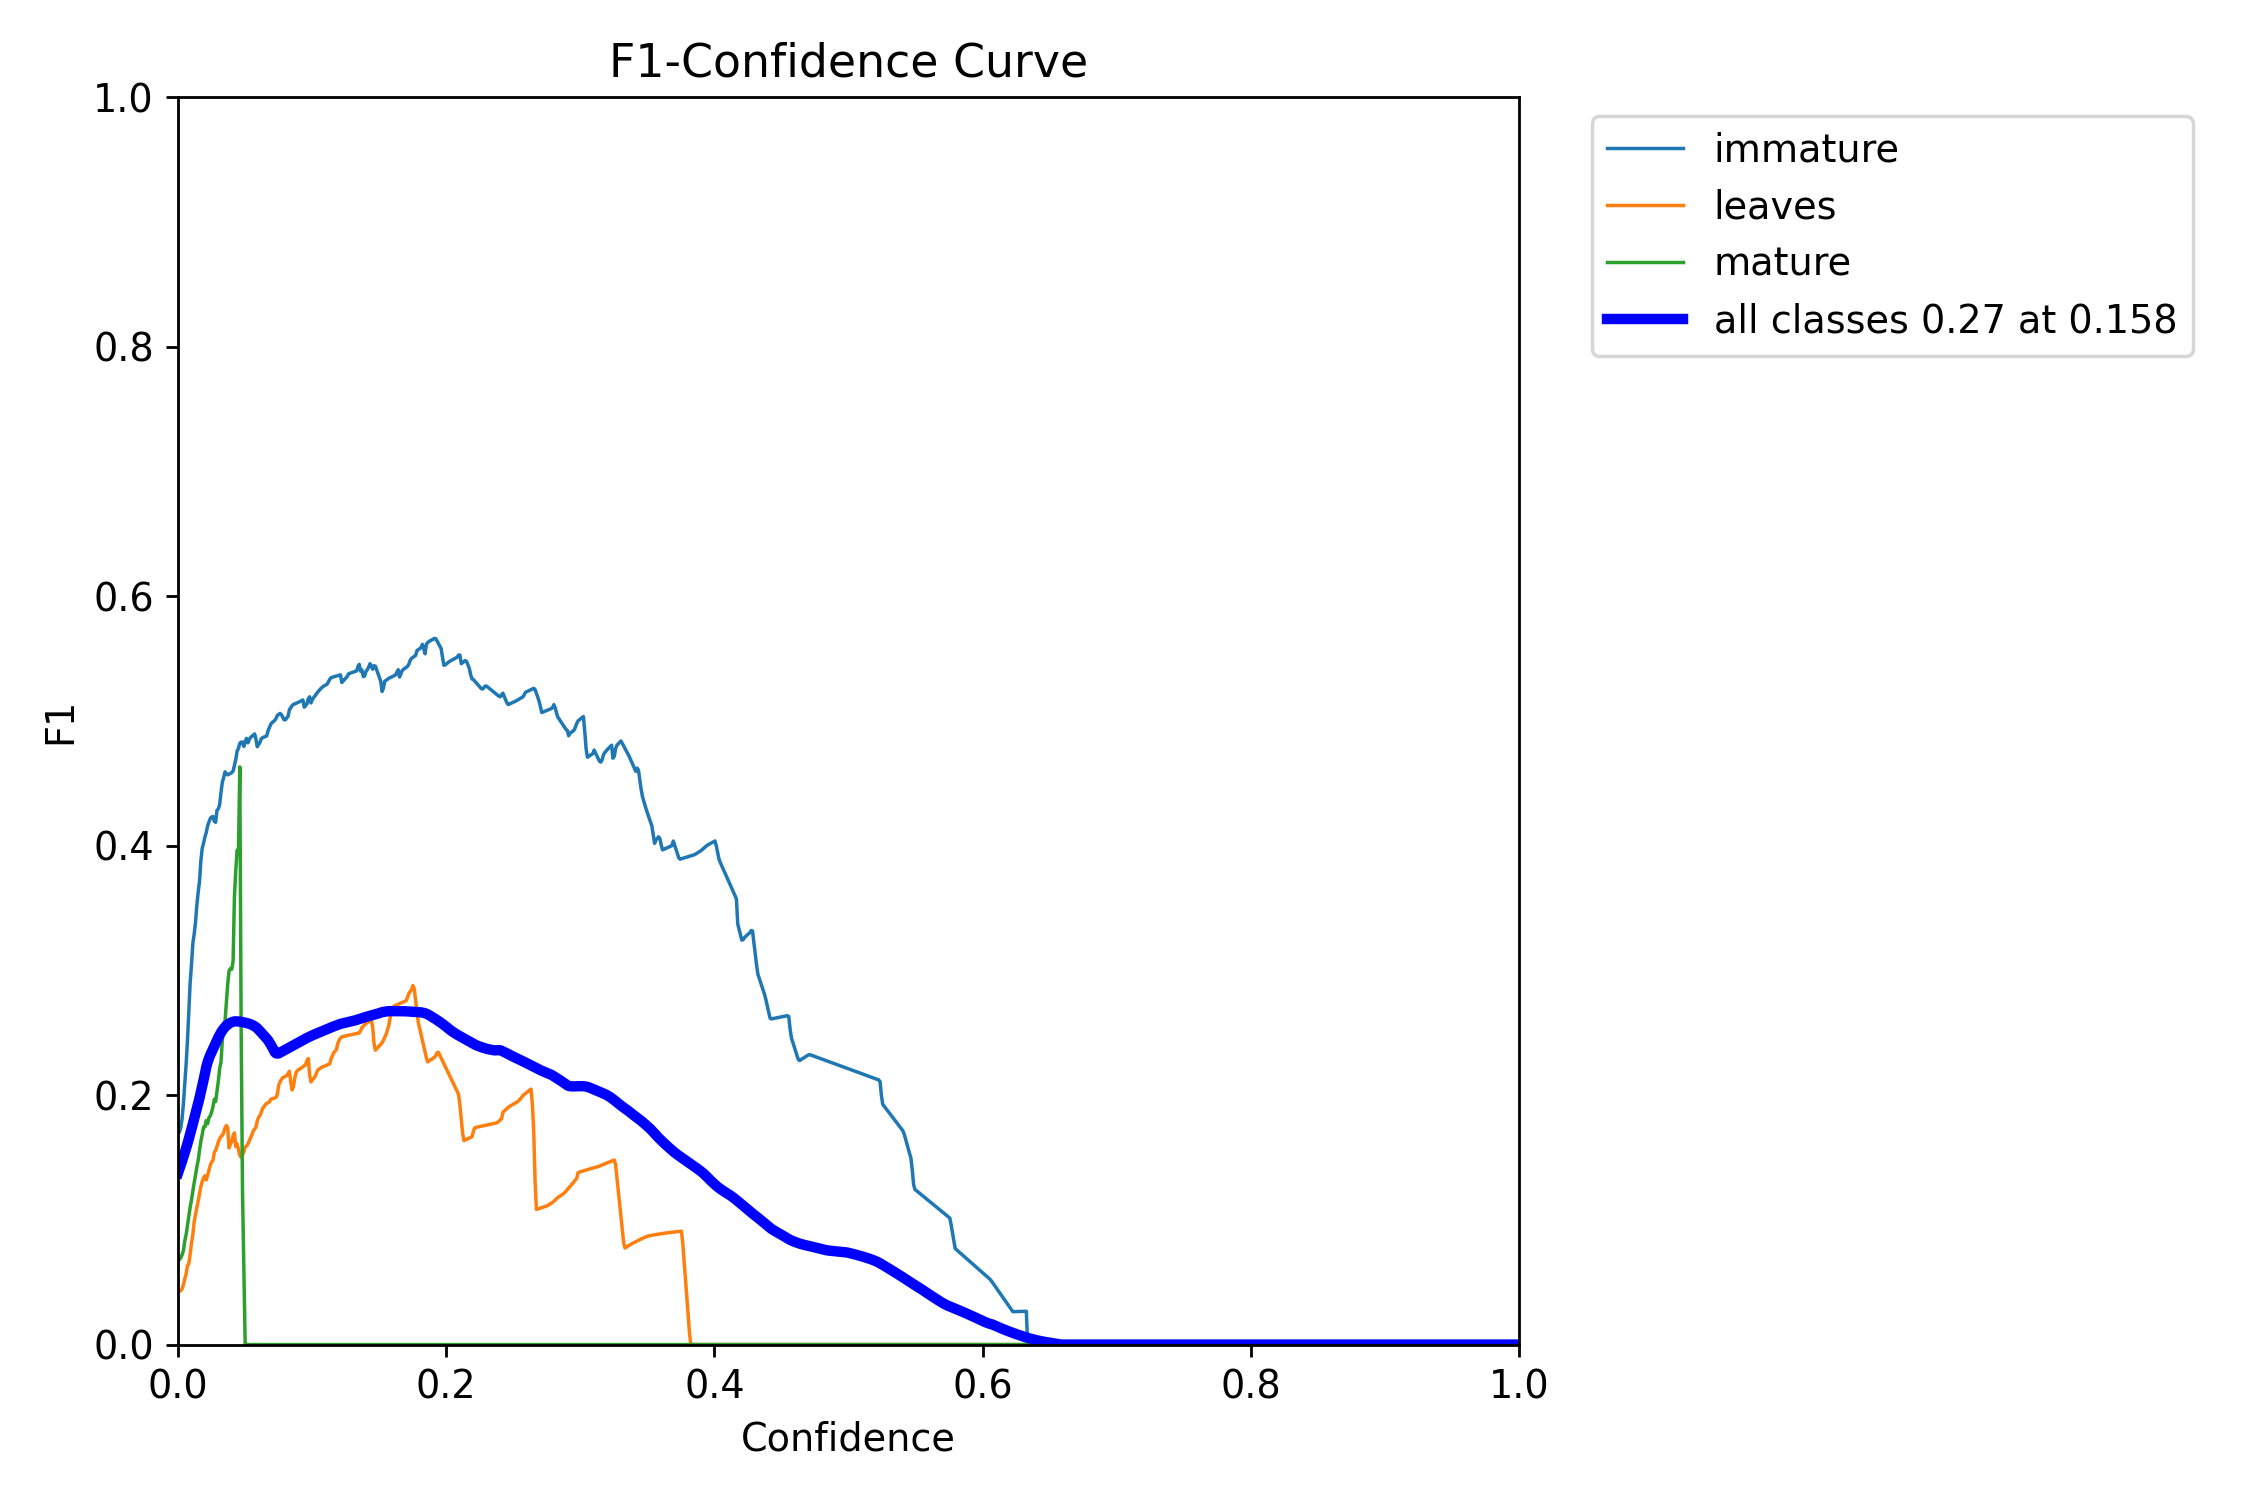 F1-Confidence Curve
1.0
0.8
0.6
0.4
0.2
0.0
F1
0.0 0.2 0.4 0.6 0.8 1.0
Confidence
immature
leaves
mature
all classes 0.27 at 0.158